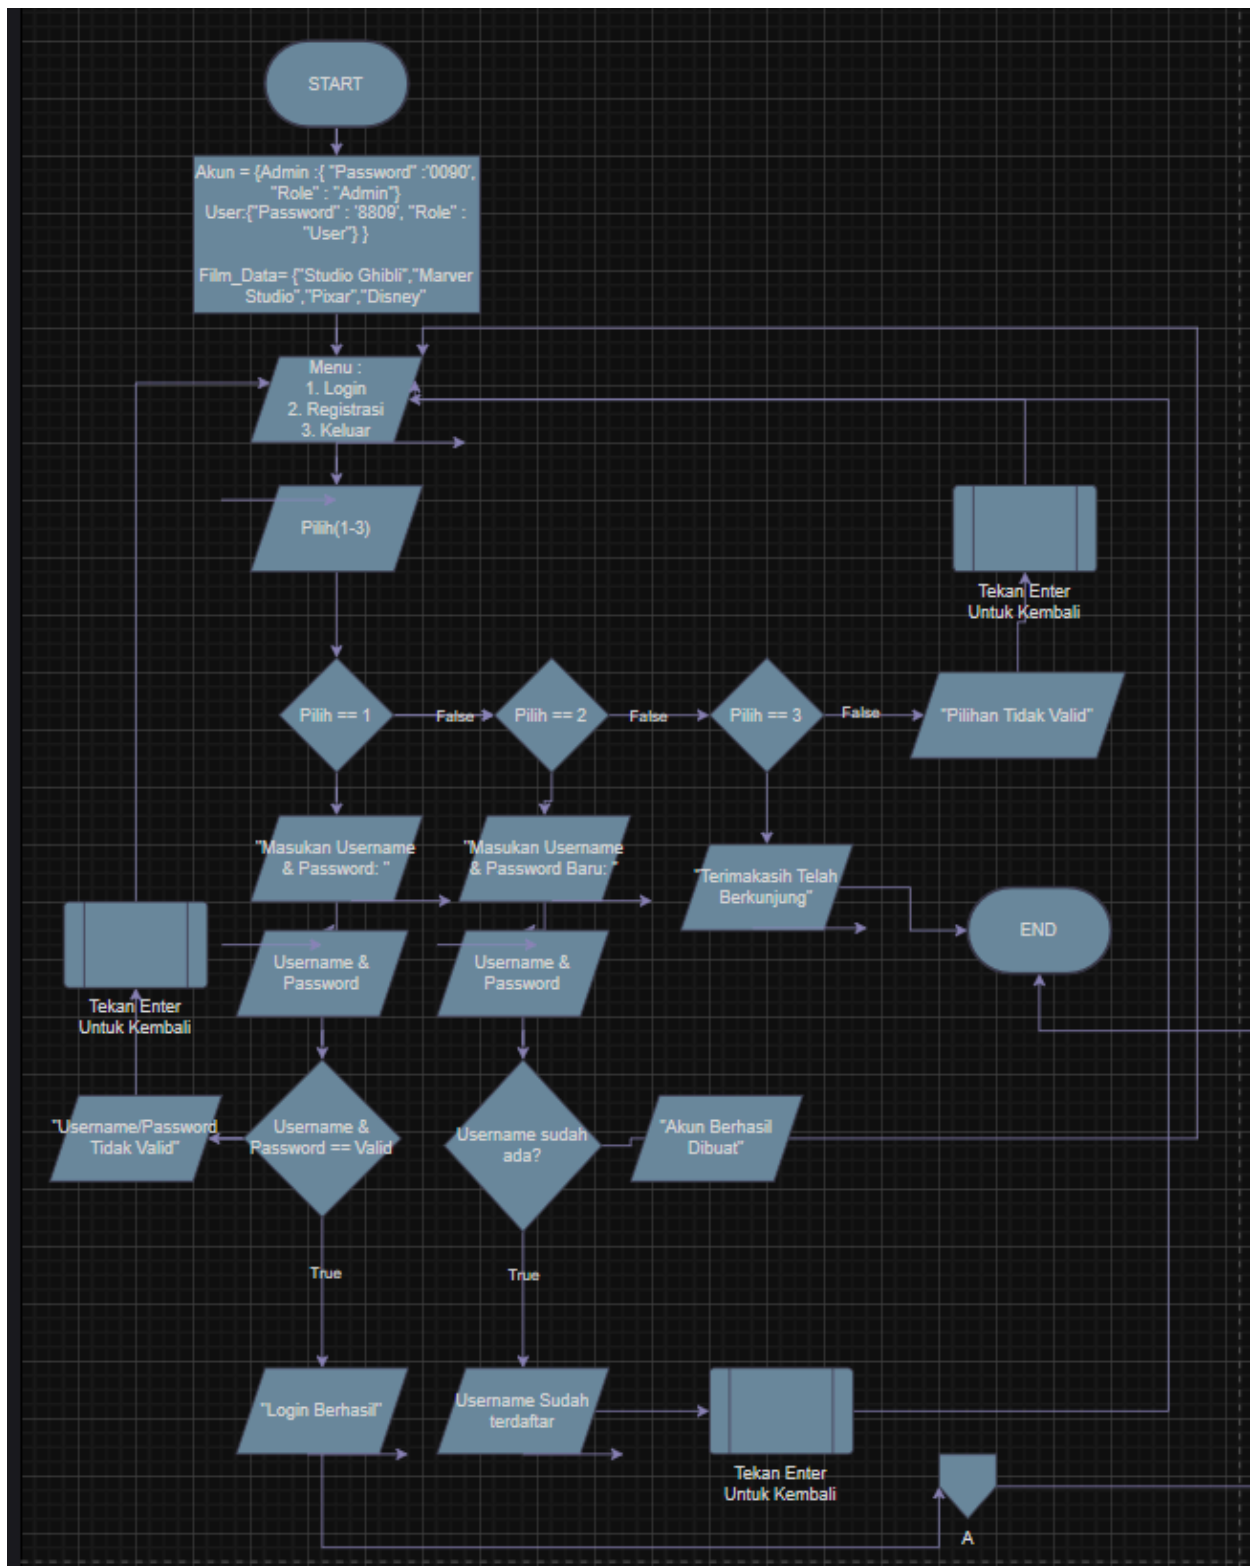 START
Akun = {Admin :{ "Password" :'0090',
"Role" : "Admin"}
User:{"Password" : '8809', "Role" :
"User"} }
Film_Data= {"Studio Ghibli","Marver
Studio","Pixar","Disney"
Menu :
1. Login
2. Registrasi
3. Keluar
Pilih(1-3)
Tekan Enter
Untuk Kembali
Pilih == 1
False
Pilih == 2
False
Pilih == 3
False
"Pilihan Tidak Valid"
"Masukan Username
& Password: "
"Masukan Username
& Password Baru: "
"Terimakasih Telah
Berkunjung"
END
Username &
Password
Username &
Password
Tekan Enter
Untuk Kembali
"Username/Password
Tidak Valid"
Username &
Password == Valid
Username sudah
ada?
"Akun Berhasil
Dibuat"
True
True
"Login Berhasil"
Username Sudah
terdaftar
Tekan Enter
Untuk Kembali
A